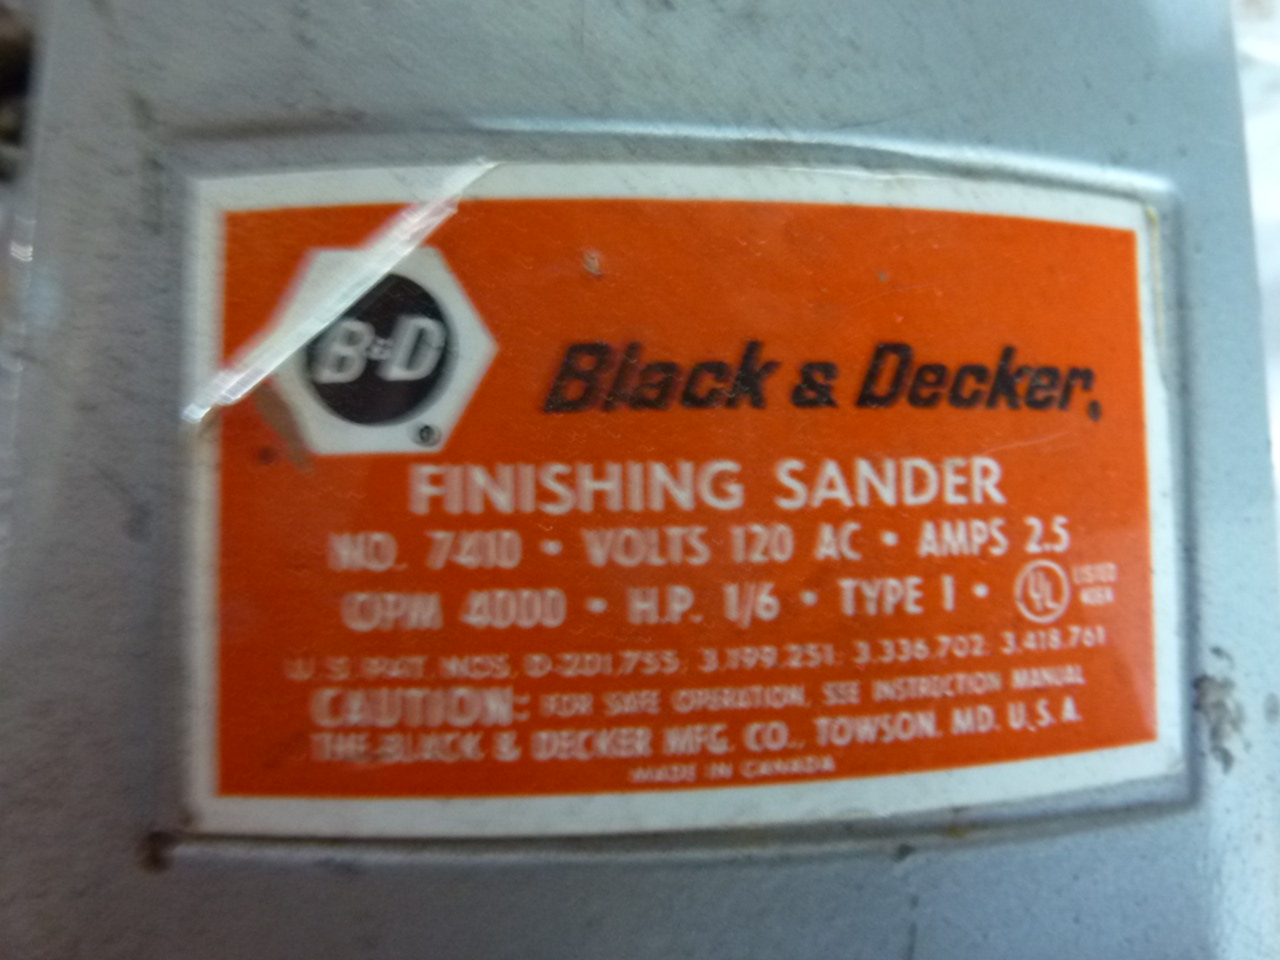 B&D
®
Black & Decker®
FINISHING SANDER
NO. 7410 • VOLTS 120 AC • AMPS 2.5
OPM 4000 • H.P. 1/6 • TYPE 1 • UL LISTED
U.S. PAT. NOS. D-201,755; 3,199,251; 3,336,702; 3,418,761
CAUTION: FOR SAFE OPERATION, SEE INSTRUCTION MANUAL
THE BLACK & DECKER MFG. CO., TOWSON, MD. U.S.A.
MADE IN CANADA